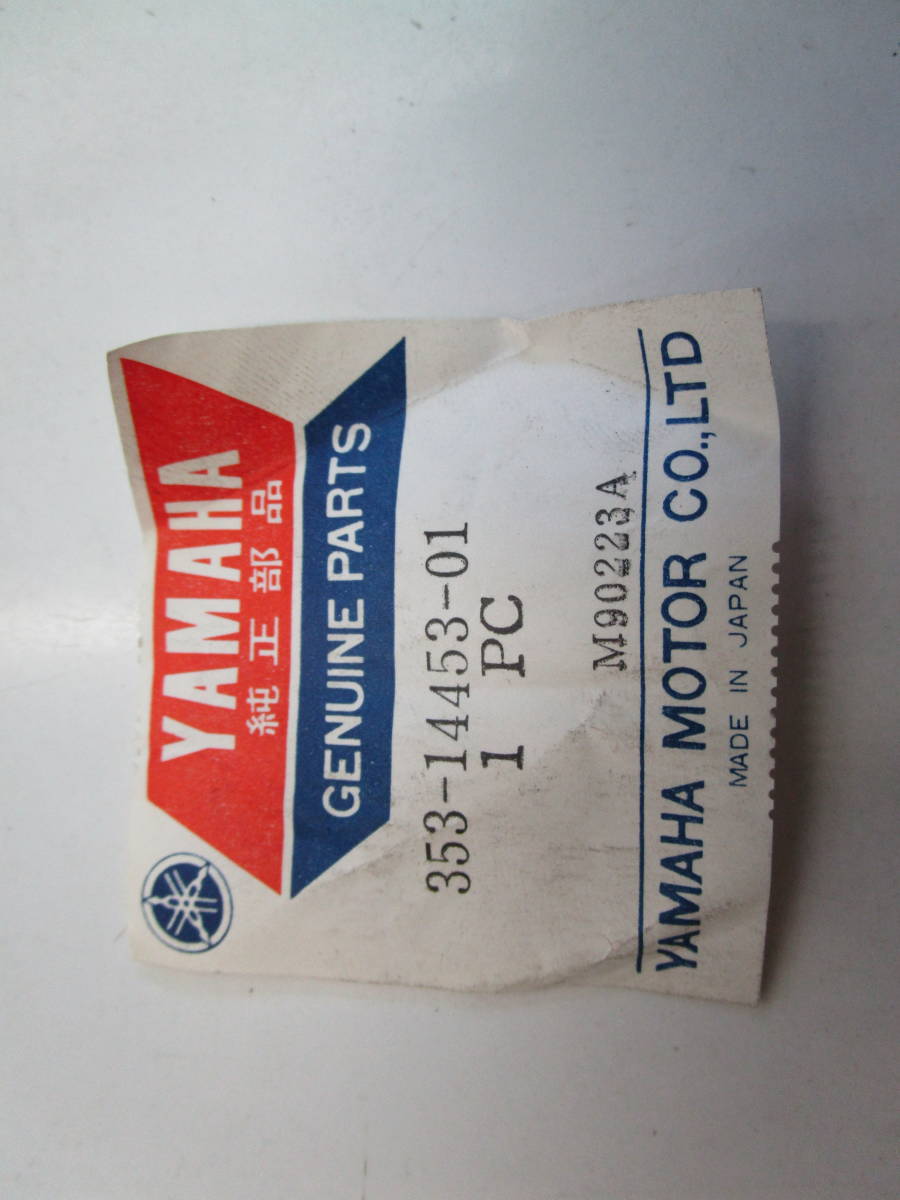 YAMAHA
純正部品
GENUINE PARTS
353-14453-01
1 PC
M90223A
YAMAHA MOTOR CO.,LTD
MADE IN JAPAN